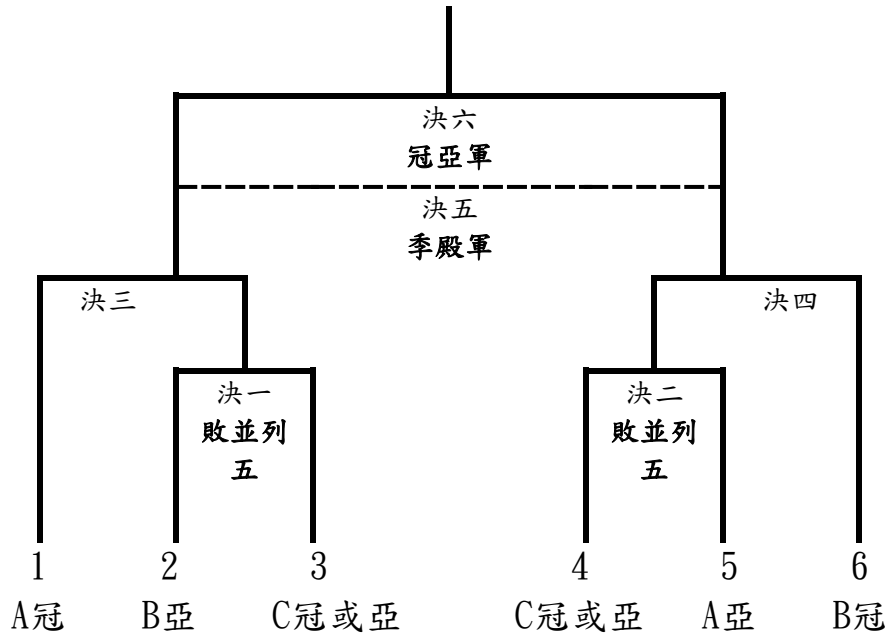 決六
冠亞軍
決五
季殿軍
決三
決四
決一
敗並列
五
決二
敗並列
五
1 2 3 4 5 6
A冠 B亞 C冠或亞 C冠或亞 A亞 B冠